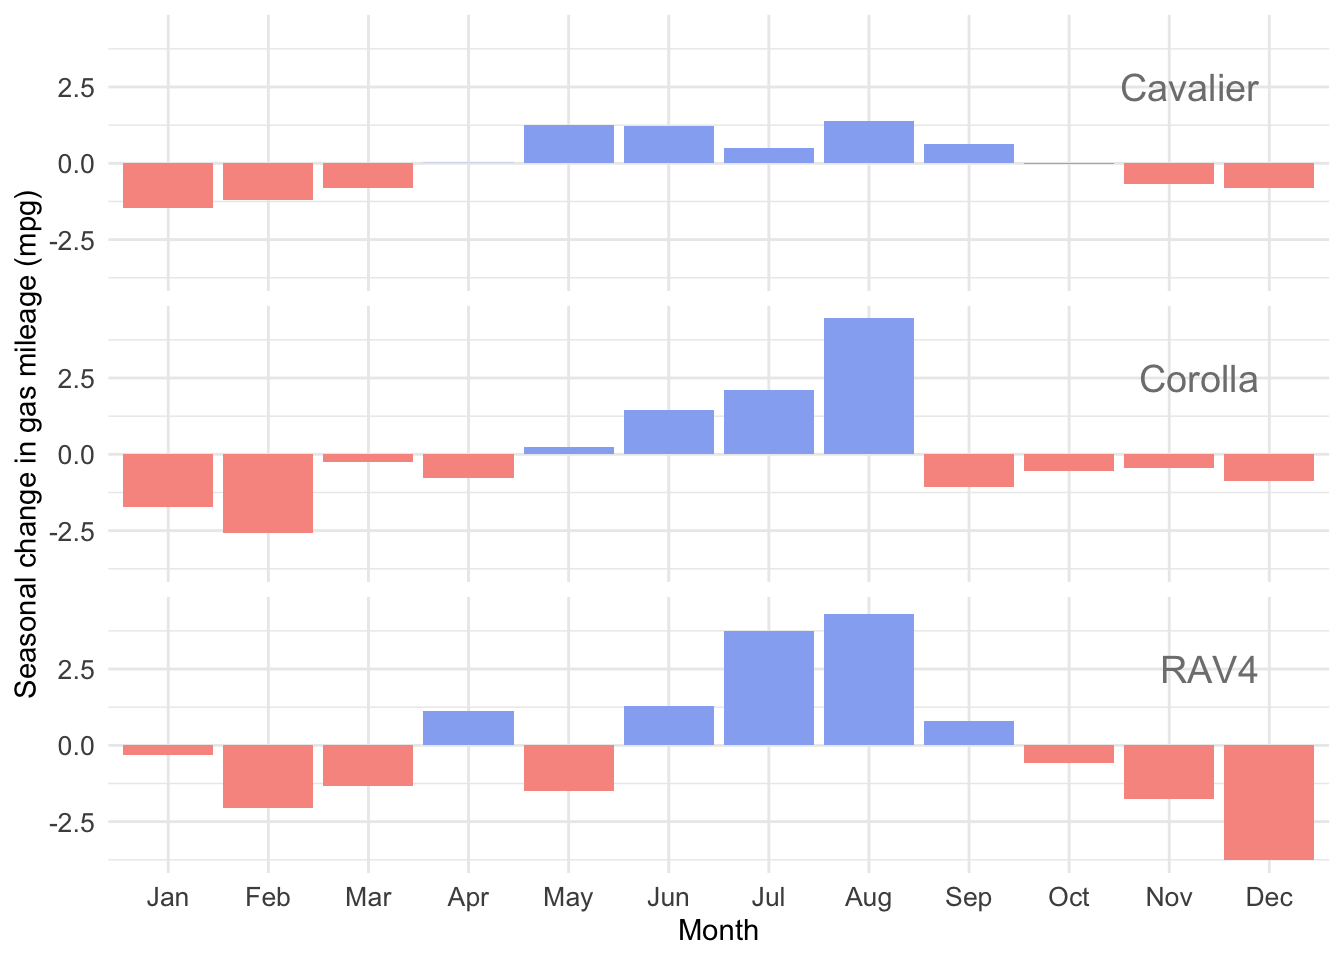 Seasonal change in gas mileage (mpg)
Cavalier
2.5
0.0
-2.5
Corolla
2.5
0.0
-2.5
RAV4
2.5
0.0
-2.5
Jan Feb Mar Apr May Jun Jul Aug Sep Oct Nov Dec
Month